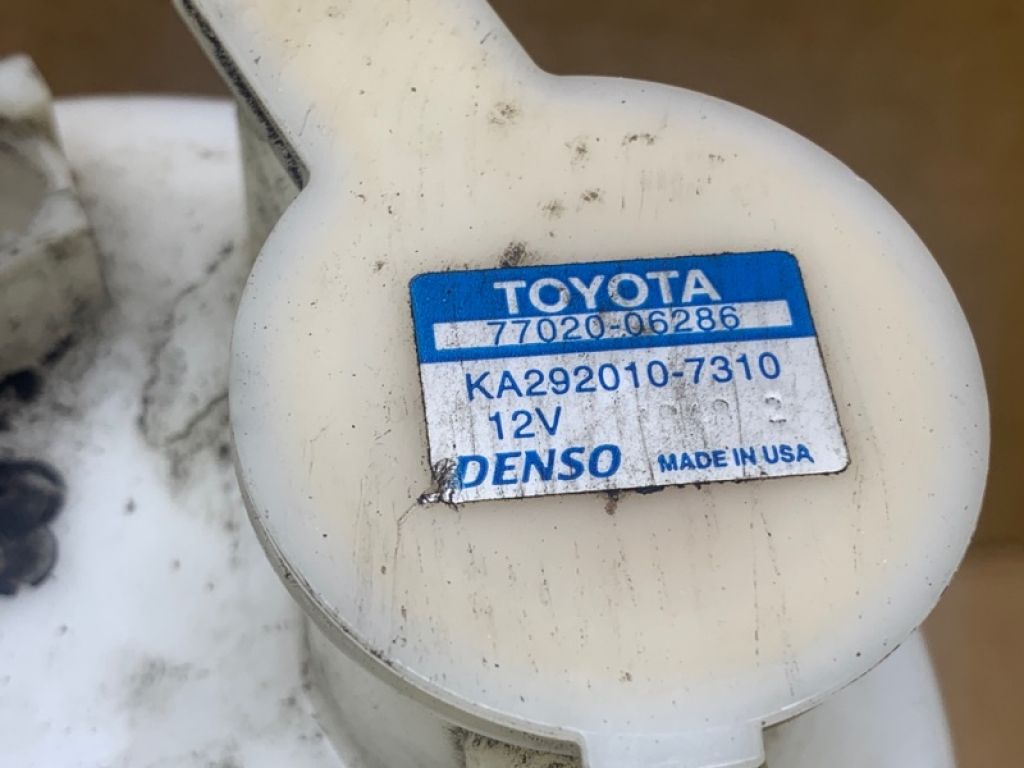 TOYOTA
77020-06286
KA292010-7310
12V
DENSO MADE IN USA